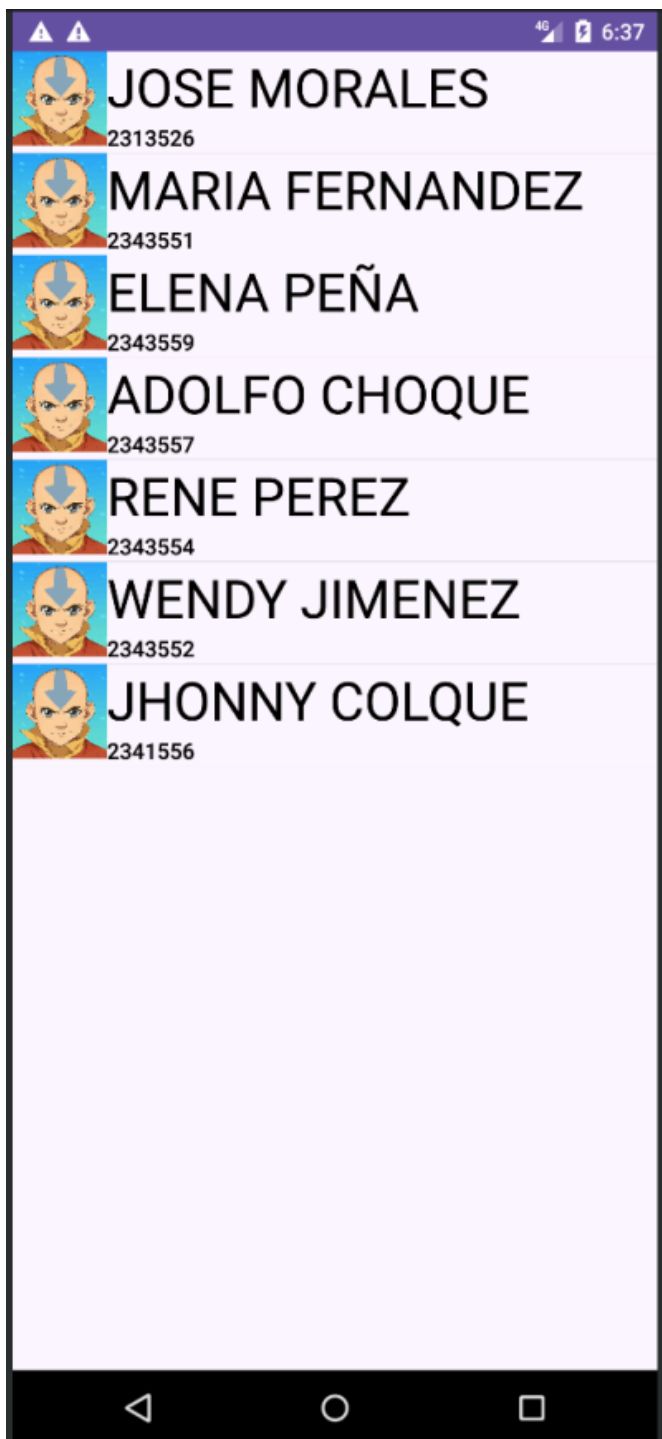 4G 6:37
JOSE MORALES
2313526
MARIA FERNANDEZ
2343551
ELENA PEÑA
2343559
ADOLFO CHOQUE
2343557
RENE PEREZ
2343554
WENDY JIMENEZ
2343552
JHONNY COLQUE
2341556